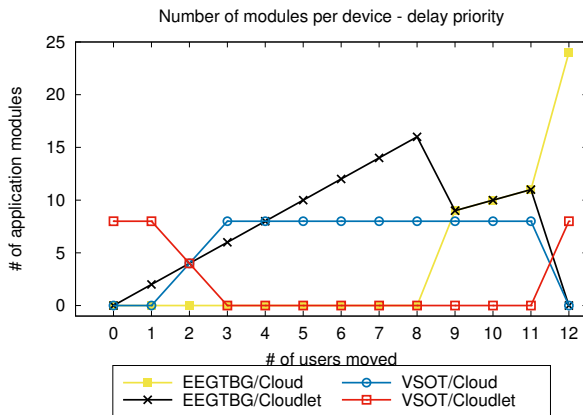 Number of modules per device - delay priority
# of application modules
25
20
15
10
5
0
0 1 2 3 4 5 6 7 8 9 10 11 12
# of users moved
EEGTBG/Cloud VSOT/Cloud
EEGTBG/Cloudlet VSOT/Cloudlet